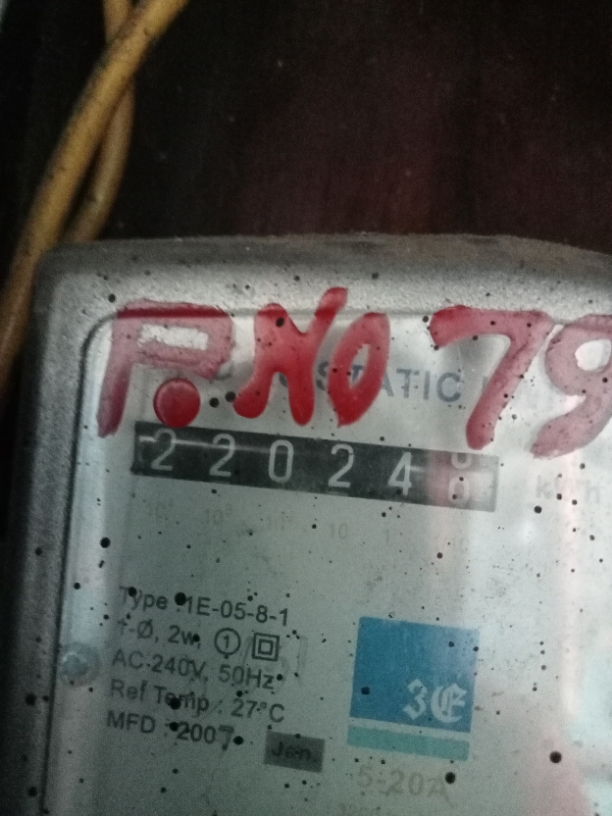 P.NO 79
STATIC
22024
kWh
Type 1E-05-8-1
1-Ø, 2w, 1
AC 240V, 50Hz
Ref Temp : 27°C
MFD : 2007
Jan.
3E
5-20A